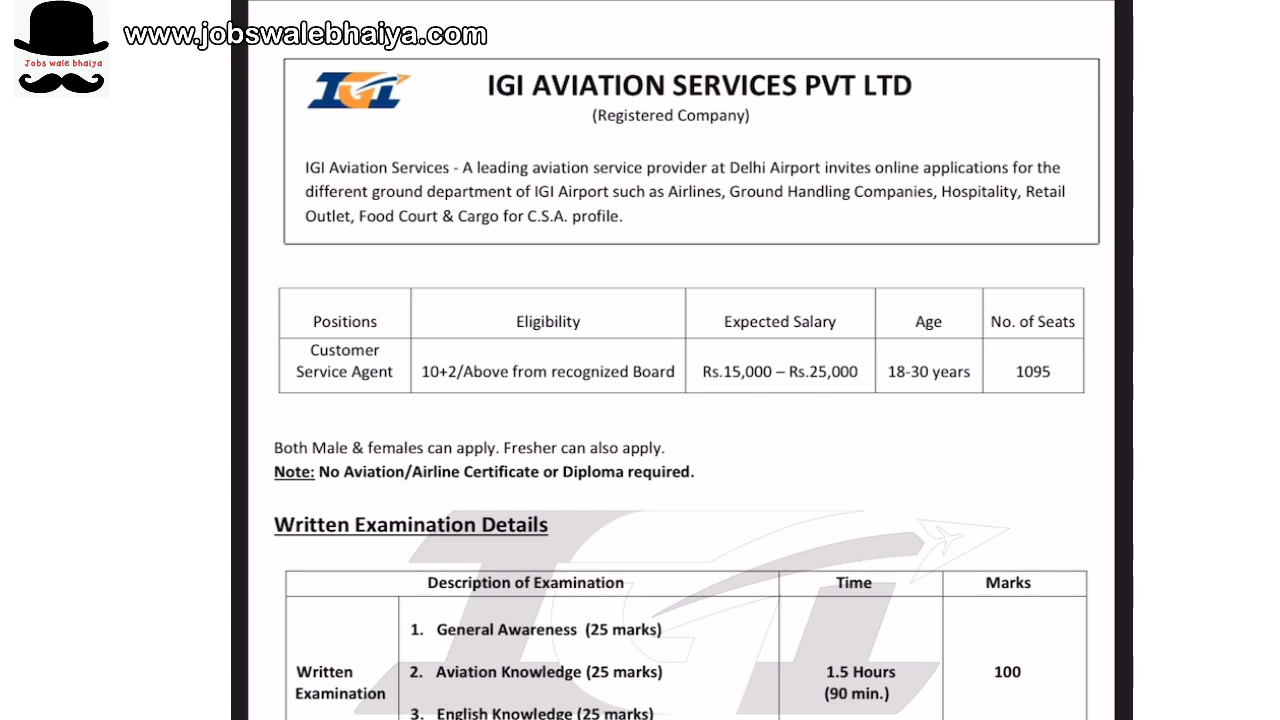 www.jobswalebhaiya.com
Jobs wale bhaiya
IGI
IGI AVIATION SERVICES PVT LTD
(Registered Company)
IGI Aviation Services - A leading aviation service provider at Delhi Airport invites online applications for the
different ground department of IGI Airport such as Airlines, Ground Handling Companies, Hospitality, Retail
Outlet, Food Court & Cargo for C.S.A. profile.
Positions Eligibility Expected Salary Age No. of Seats
Customer
Service Agent 10+2/Above from recognized Board Rs.15,000 – Rs.25,000 18-30 years 1095
Both Male & females can apply. Fresher can also apply.
Note: No Aviation/Airline Certificate or Diploma required.
Written Examination Details
IGI
Description of Examination Time Marks
1. General Awareness (25 marks)
Written 2. Aviation Knowledge (25 marks) 1.5 Hours 100
Examination (90 min.)
3. English Knowledge (25 marks)